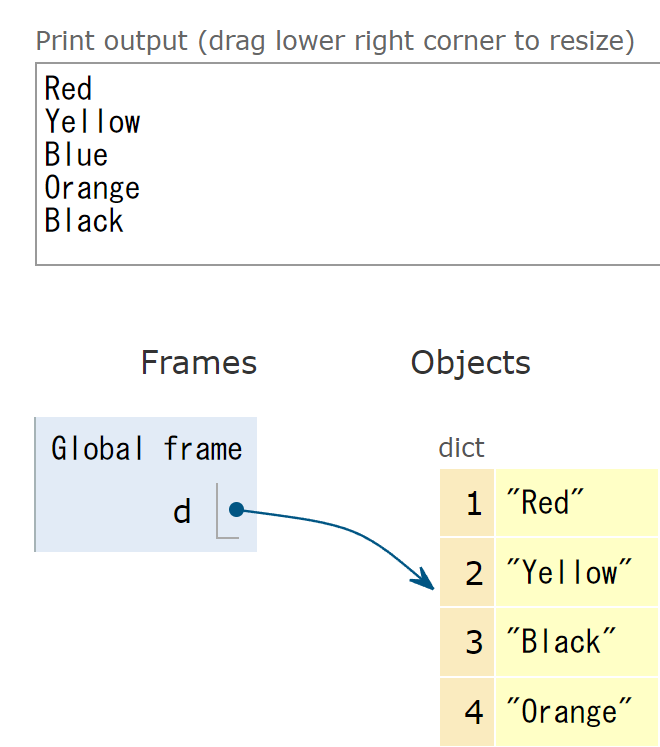 Print output (drag lower right corner to resize)
Red
Yellow
Blue
Orange
Black
Frames
Objects
Global frame
d
dict
1 "Red"
2 "Yellow"
3 "Black"
4 "Orange"